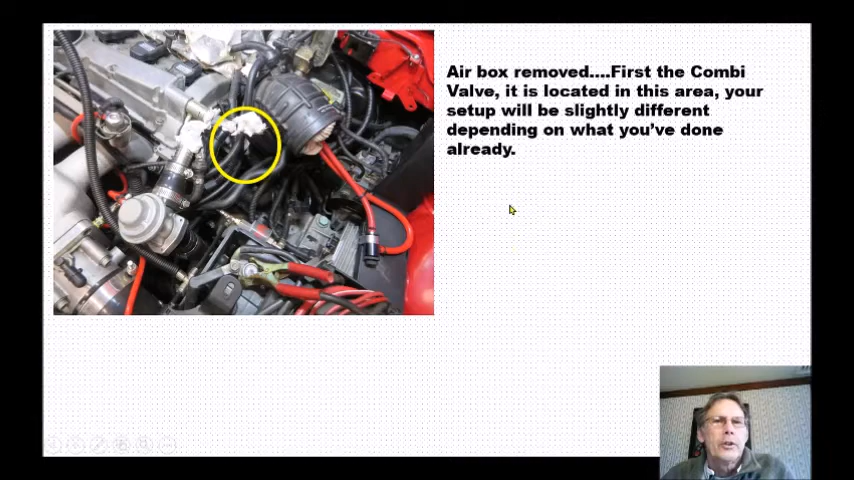 Air box removed....First the Combi
Valve, it is located in this area, your
setup will be slightly different
depending on what you've done
already.